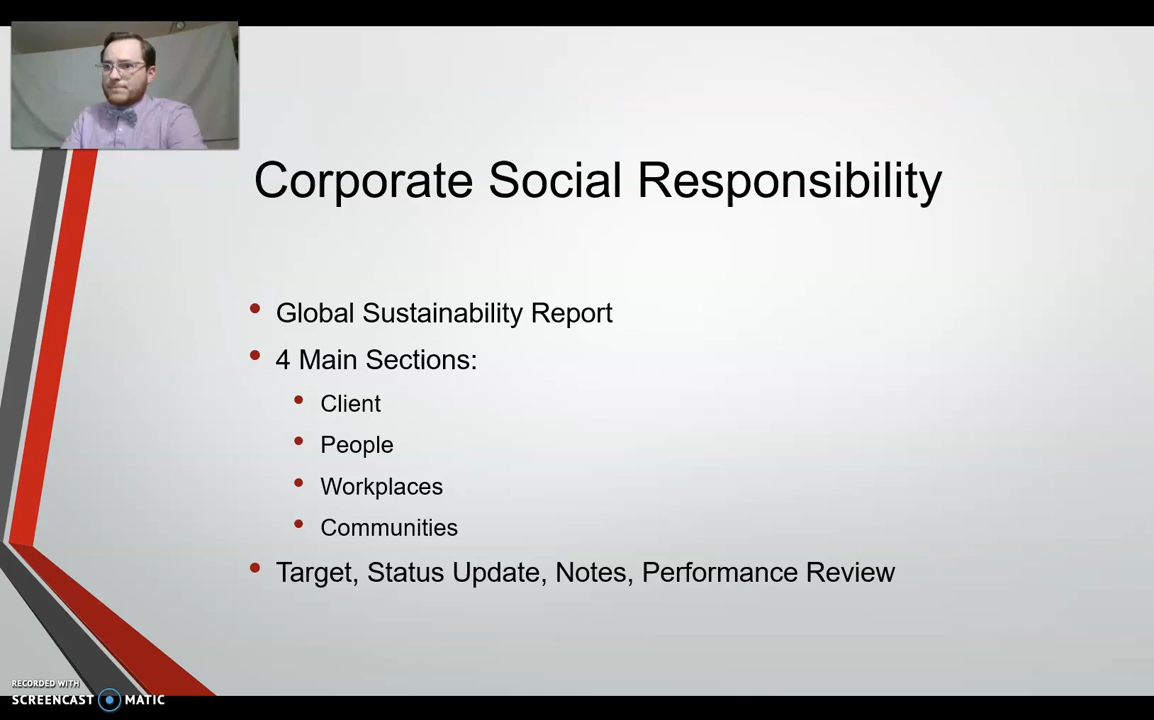 Corporate Social Responsibility
Global Sustainability Report
4 Main Sections:
Client
People
Workplaces
Communities
Target, Status Update, Notes, Performance Review
RECORDED WITH
SCREENCAST MATIC